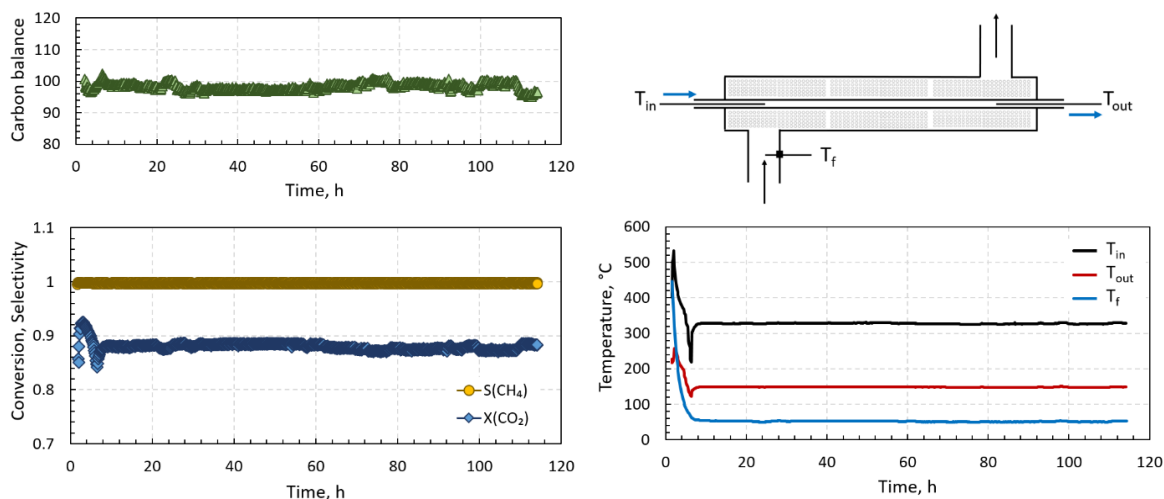 Carbon balance
120
110
100
90
80
0 20 40 60 80 100 120
Time, h
T_in
T_out
T_f
Conversion, Selectivity
1.1
1
0.9
0.8
0.7
S(CH₄)
X(CO₂)
0 20 40 60 80 100 120
Time, h
Temperature, °C
600
500
400
300
200
100
0
T_in
T_out
T_f
0 20 40 60 80 100 120
Time, h